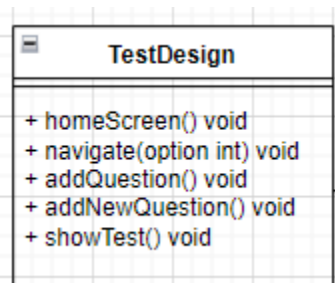 TestDesign
+ homeScreen() void
+ navigate(option int) void
+ addQuestion() void
+ addNewQuestion() void
+ showTest() void